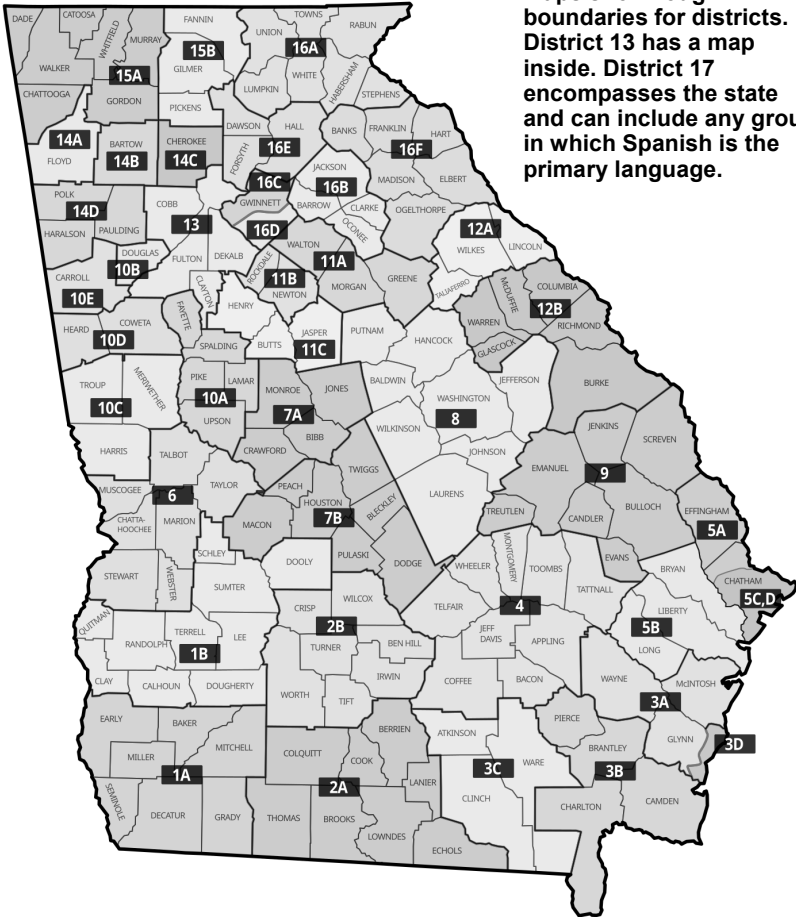 boundaries for districts.
District 13 has a map
inside. District 17
encompasses the state
and can include any
in which Spanish is the
primary language.
DADE
CATOOSA
WHITFIELD
MURRAY
FANNIN
TOWNS
UNION
RABUN
15B
16A
WALKER
15A
GILMER
WHITE
LUMPKIN
HABERSHAM
STEPHENS
CHATTOOGA
GORDON
PICKENS
14A
FLOYD
BARTOW
14B
CHEROKEE
14C
DAWSON
HALL
16E
FORSYTH
BANKS
FRANKLIN
HART
16F
MADISON
ELBERT
16C
JACKSON
16B
BARROW
CLARKE
OCONEE
OGELTHORPE
GWINNETT
16D
POLK
14D
HARALSON
PAULDING
COBB
13
FULTON
DEKALB
DOUGLAS
10B
WALTON
11A
ROCKDALE
11B
NEWTON
MORGAN
GREENE
12A
WILKES
LINCOLN
TALIAFERRO
McDUFFIE
COLUMBIA
12B
RICHMOND
WARREN
GLASCOCK
CARROLL
10E
CLAYTON
HENRY
FAYETTE
HEARD
COWETA
10D
SPALDING
BUTTS
JASPER
11C
PUTNAM
HANCOCK
TROUP
10C
MERIWETHER
PIKE
LAMAR
10A
UPSON
MONROE
7A
JONES
BIBB
CRAWFORD
BALDWIN
WASHINGTON
8
JEFFERSON
BURKE
WILKINSON
JOHNSON
JENKINS
SCREVEN
HARRIS
TALBOT
TWIGGS
LAURENS
EMANUEL
9
MUSCOGEE
6
TAYLOR
PEACH
HOUSTON
7B
BLECKLEY
TREUTLEN
CANDLER
BULLOCH
EFFINGHAM
5A
CHATTA-
HOOCHEE
MARION
MACON
PULASKI
DODGE
SCHLEY
DOOLY
WHEELER
MONTGOMERY
TOOMBS
TATTNALL
EVANS
BRYAN
CHATHAM
5C,D
STEWART
WEBSTER
SUMTER
CRISP
WILCOX
2B
TELFAIR
4
LIBERTY
5B
LONG
QUITMAN
RANDOLPH
TERRELL
1B
LEE
TURNER
BEN HILL
JEFF
DAVIS
APPLING
IRWIN
CLAY
CALHOUN
DOUGHERTY
WORTH
TIFT
COFFEE
BACON
WAYNE
McINTOSH
3A
EARLY
BAKER
MITCHELL
MILLER
1A
COLQUITT
BERRIEN
COOK
2A
LANIER
ATKINSON
3C
WARE
PIERCE
BRANTLEY
3B
GLYNN
3D
SEMINOLE
DECATUR
GRADY
THOMAS
BROOKS
LOWNDES
ECHOLS
CLINCH
CHARLTON
CAMDEN